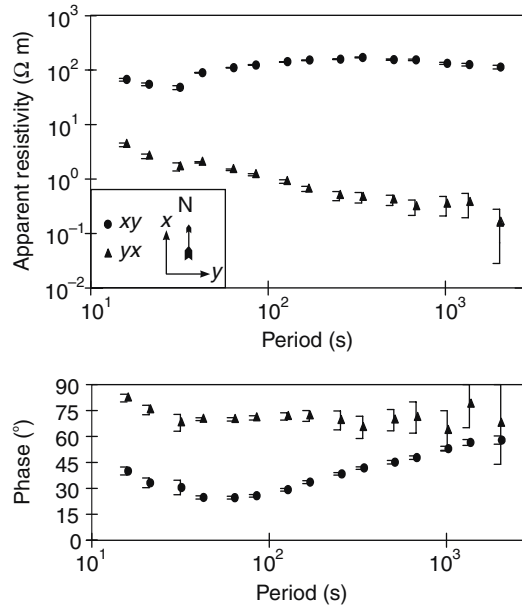 Apparent resistivity (Ω m)
10³
10²
10¹
10⁰
10⁻¹
10⁻²
xy
yx
N
x
y
10¹
10²
10³
Period (s)
Phase (°)
90
75
60
45
30
15
0
10¹
10²
10³
Period (s)